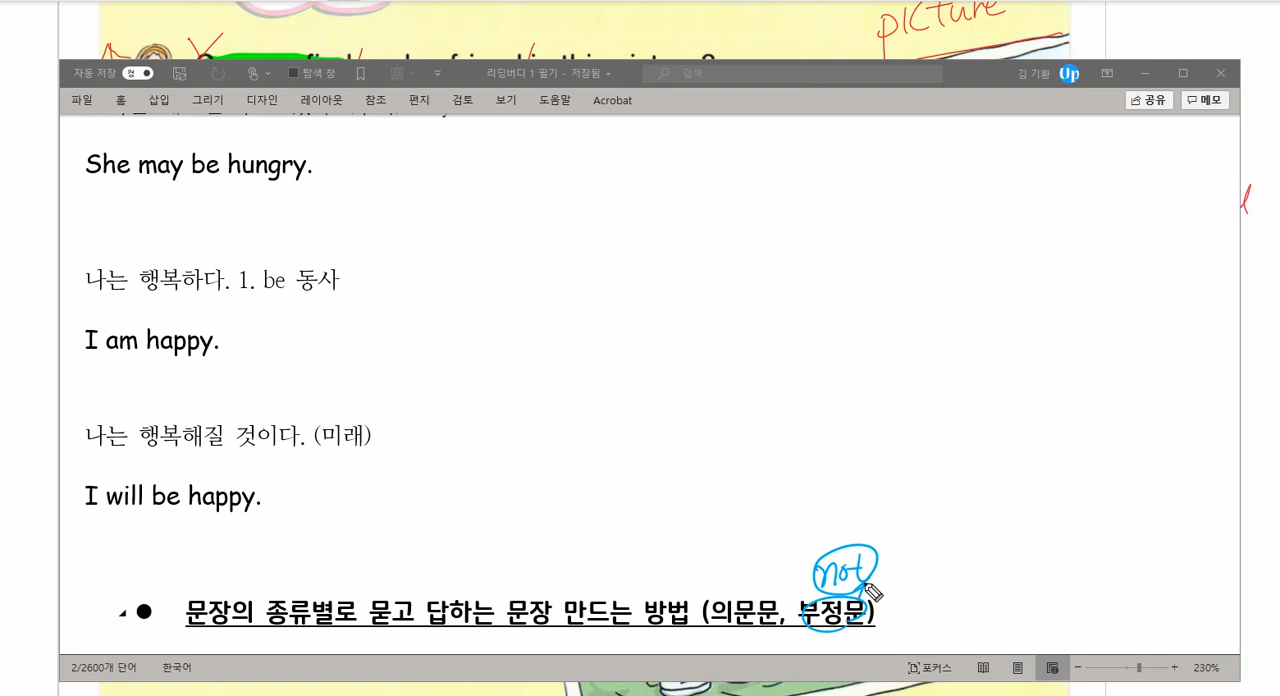 picture
자동 저장 컴 탐색 창 리딩버디 1 필기 - 저장됨 검색 김 기환 Up
파일 홈 삽입 그리기 디자인 레이아웃 참조 편지 검토 보기 도움말 Acrobat 공유 메모
She may be hungry.
나는 행복하다. 1. be 동사
I am happy.
나는 행복해질 것이다. (미래)
I will be happy.
not
문장의 종류별로 묻고 답하는 문장 만드는 방법 (의문문, 부정문)
2/2600개 단어 한국어 포커스 230%